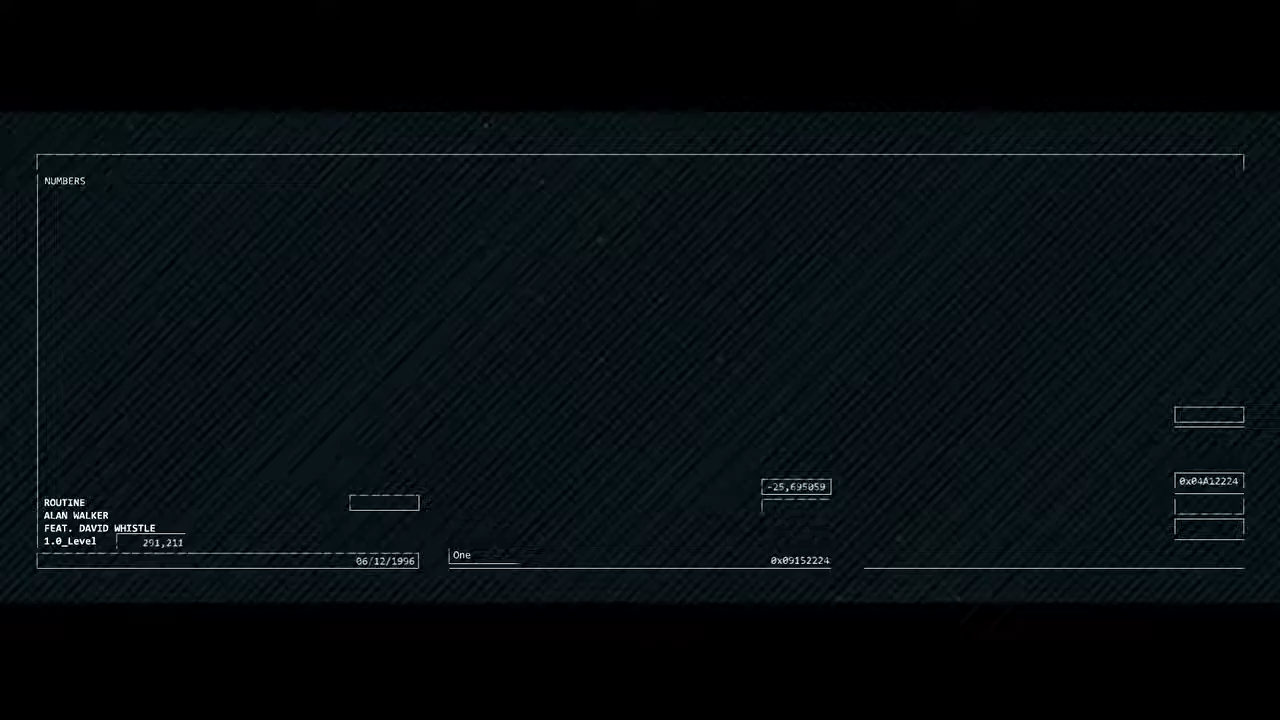 NUMBERS
0x04A12224
-25,695059
ROUTINE
ALAN WALKER
FEAT. DAVID WHISTLE
1.0_Level
291,211
One
06/12/1996
0x09152224